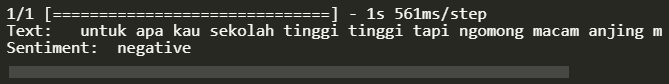 1/1 [==============================] - 1s 561ms/step
Text:   untuk apa kau sekolah tinggi tinggi tapi ngomong macam anjing m
Sentiment:  negative